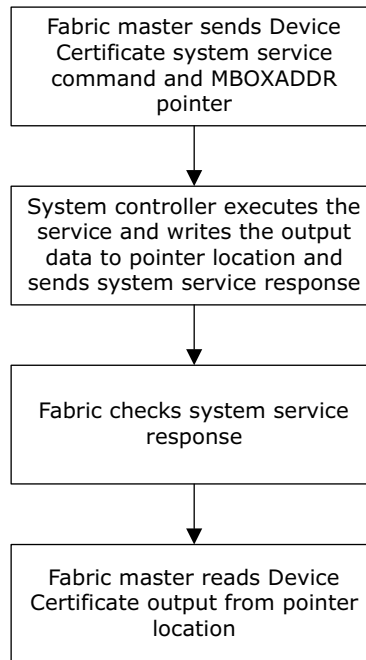 Fabric master sends Device
Certificate system service
command and MBOXADDR
pointer
System controller executes the
service and writes the output
data to pointer location and
sends system service response
Fabric checks system service
response
Fabric master reads Device
Certificate output from pointer
location